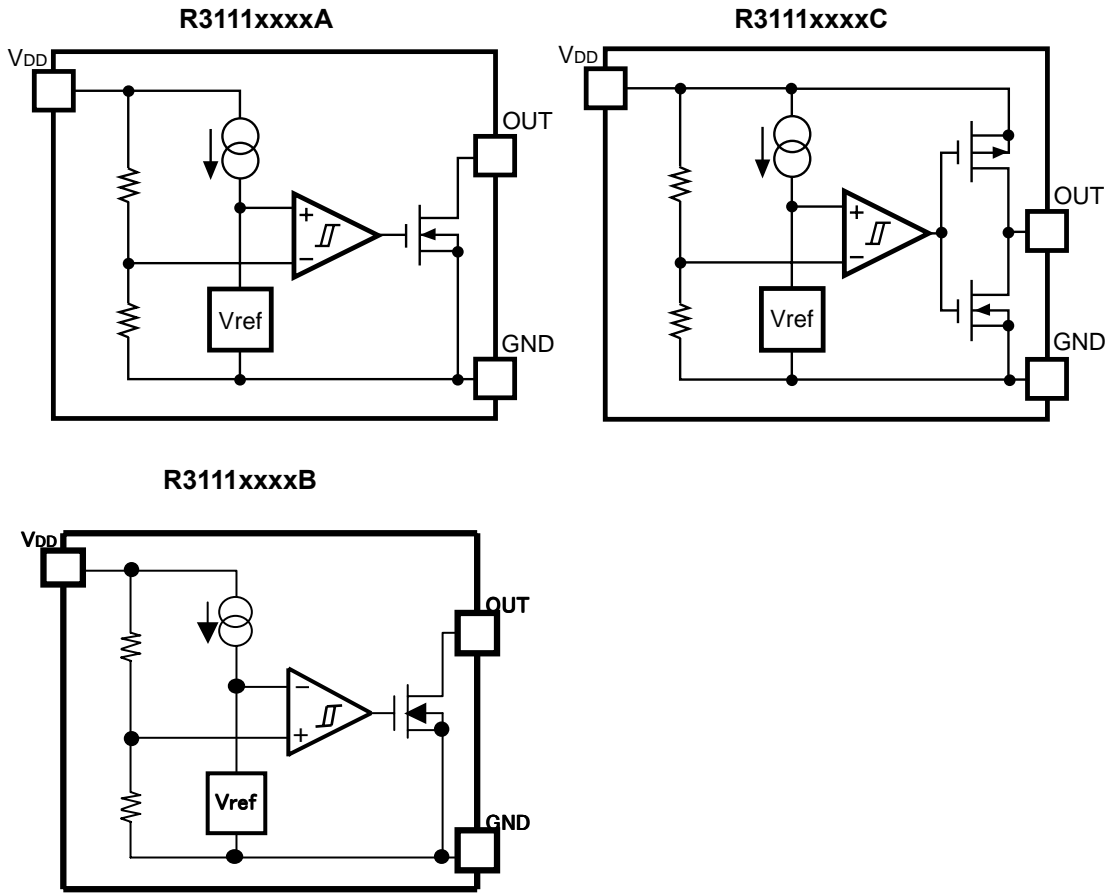 R3111xxxxA
VDD
OUT
+
−
Vref
GND
R3111xxxxC
VDD
+
−
OUT
Vref
GND
R3111xxxxB
VDD
OUT
−
+
Vref
GND